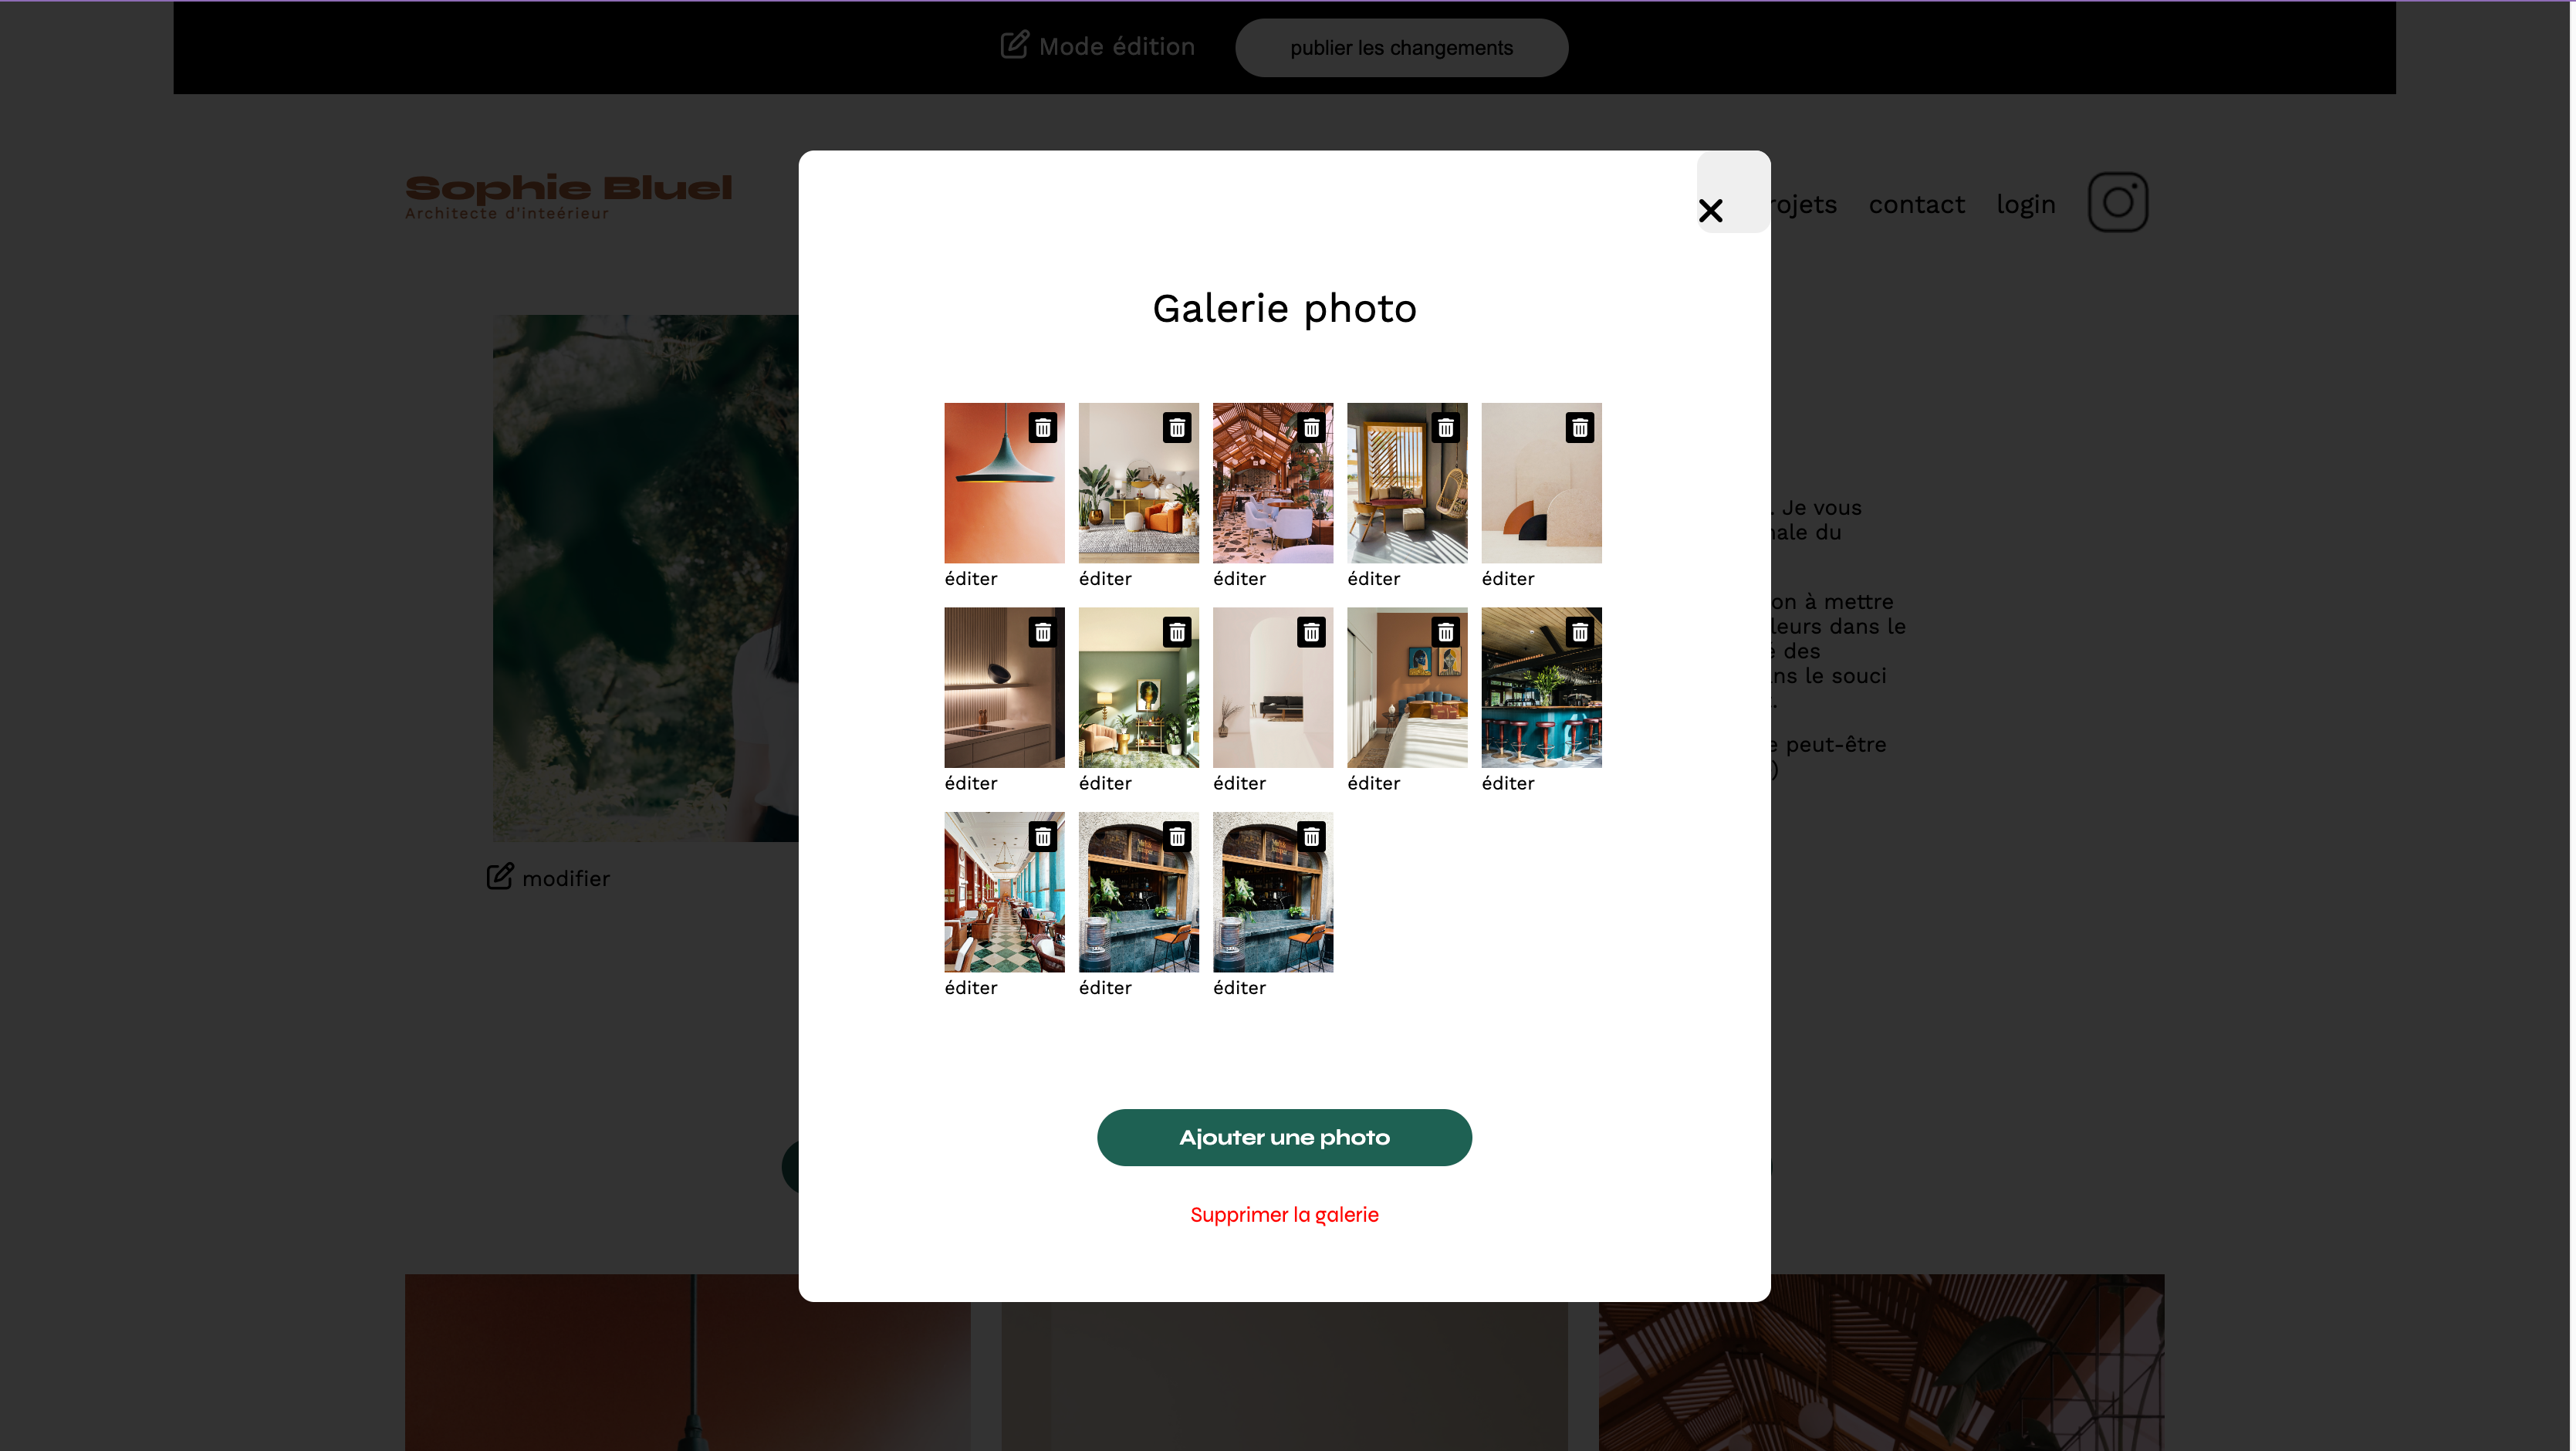 Mode édition
publier les changements
Sophie Bluel
Architecte d'inteérieur
rojets contact login
Galerie photo
. Je vous
nale du
éditer éditer éditer éditer éditer
on à mettre
leurs dans le
e des
ns le souci
e peut-être
)
éditer éditer éditer éditer éditer
modifier
éditer éditer éditer
Ajouter une photo
Supprimer la galerie